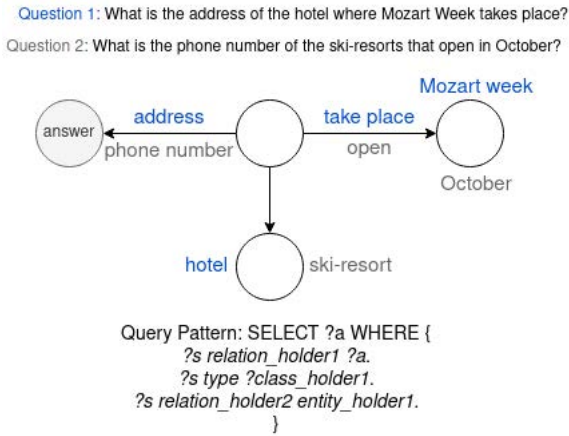 Question 1: What is the address of the hotel where Mozart Week takes place?
Question 2: What is the phone number of the ski-resorts that open in October?
Mozart week
address
take place
answer
phone number
open
October
hotel
ski-resort
Query Pattern: SELECT ?a WHERE {
?s relation_holder1 ?a.
?s type ?class_holder1.
?s relation_holder2 entity_holder1.
}